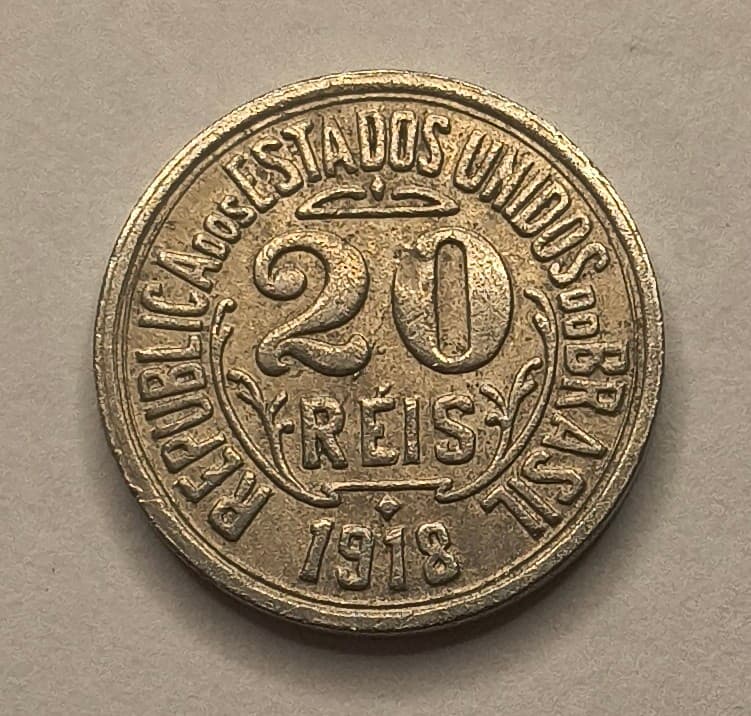 REPUBLICA DOS ESTADOS UNIDOS DO BRASIL
20
RÉIS
1918